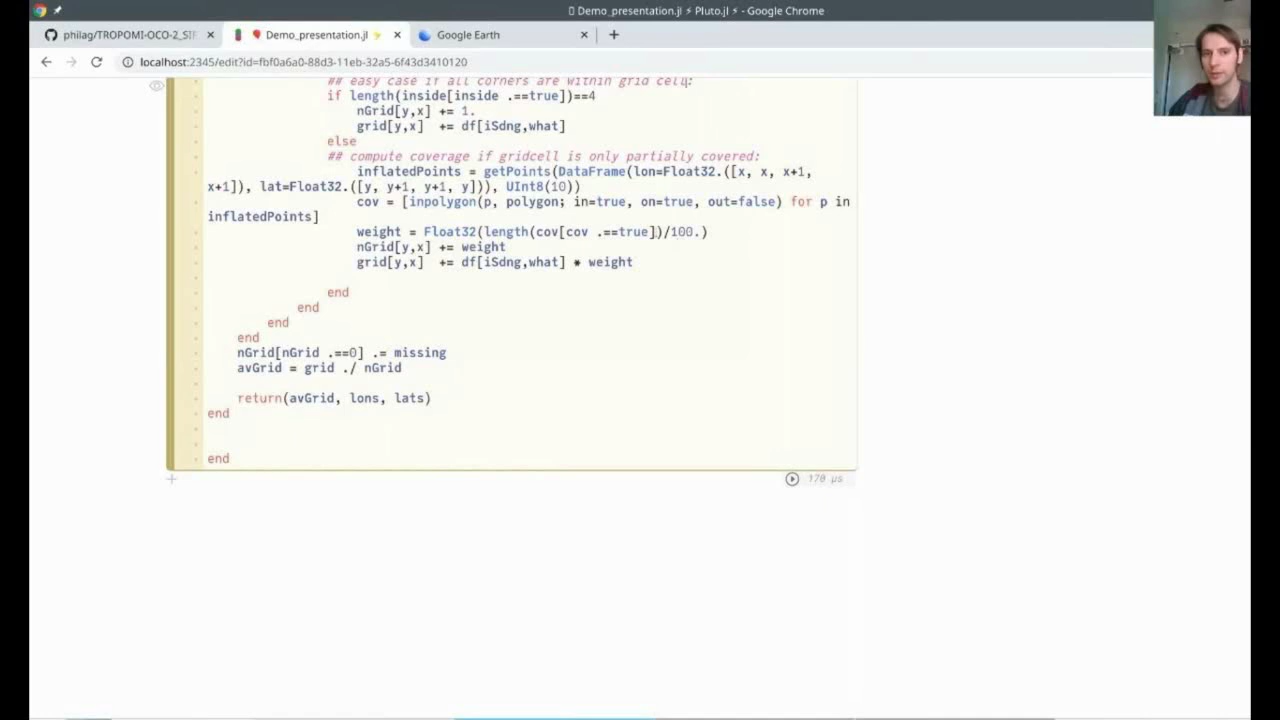 Demo_presentation.jl ⚡ Pluto.jl ⚡ - Google Chrome
philag/TROPOMI-OCO-2_SIF
Demo_presentation.jl ⚡
Google Earth
localhost:2345/edit?id=fbf0a6a0-88d3-11eb-32a5-6f43d3410120
## easy case if all corners are within grid cell:
if length(inside[inside .==true])==4
nGrid[y,x] += 1.
grid[y,x]  += df[iSdng,what]
else
## compute coverage if gridcell is only partially covered:
inflatedPoints = getPoints(DataFrame(lon=Float32.([x, x, x+1,
x+1]), lat=Float32.([y, y+1, y+1, y])), UInt8(10))
cov = [inpolygon(p, polygon; in=true, on=true, out=false) for p in
inflatedPoints]
weight = Float32(length(cov[cov .==true])/100.)
nGrid[y,x] += weight
grid[y,x]  += df[iSdng,what] * weight
end
end
end
end
nGrid[nGrid .==0] .= missing
avGrid = grid ./ nGrid
return(avGrid, lons, lats)
end
end
170 μs